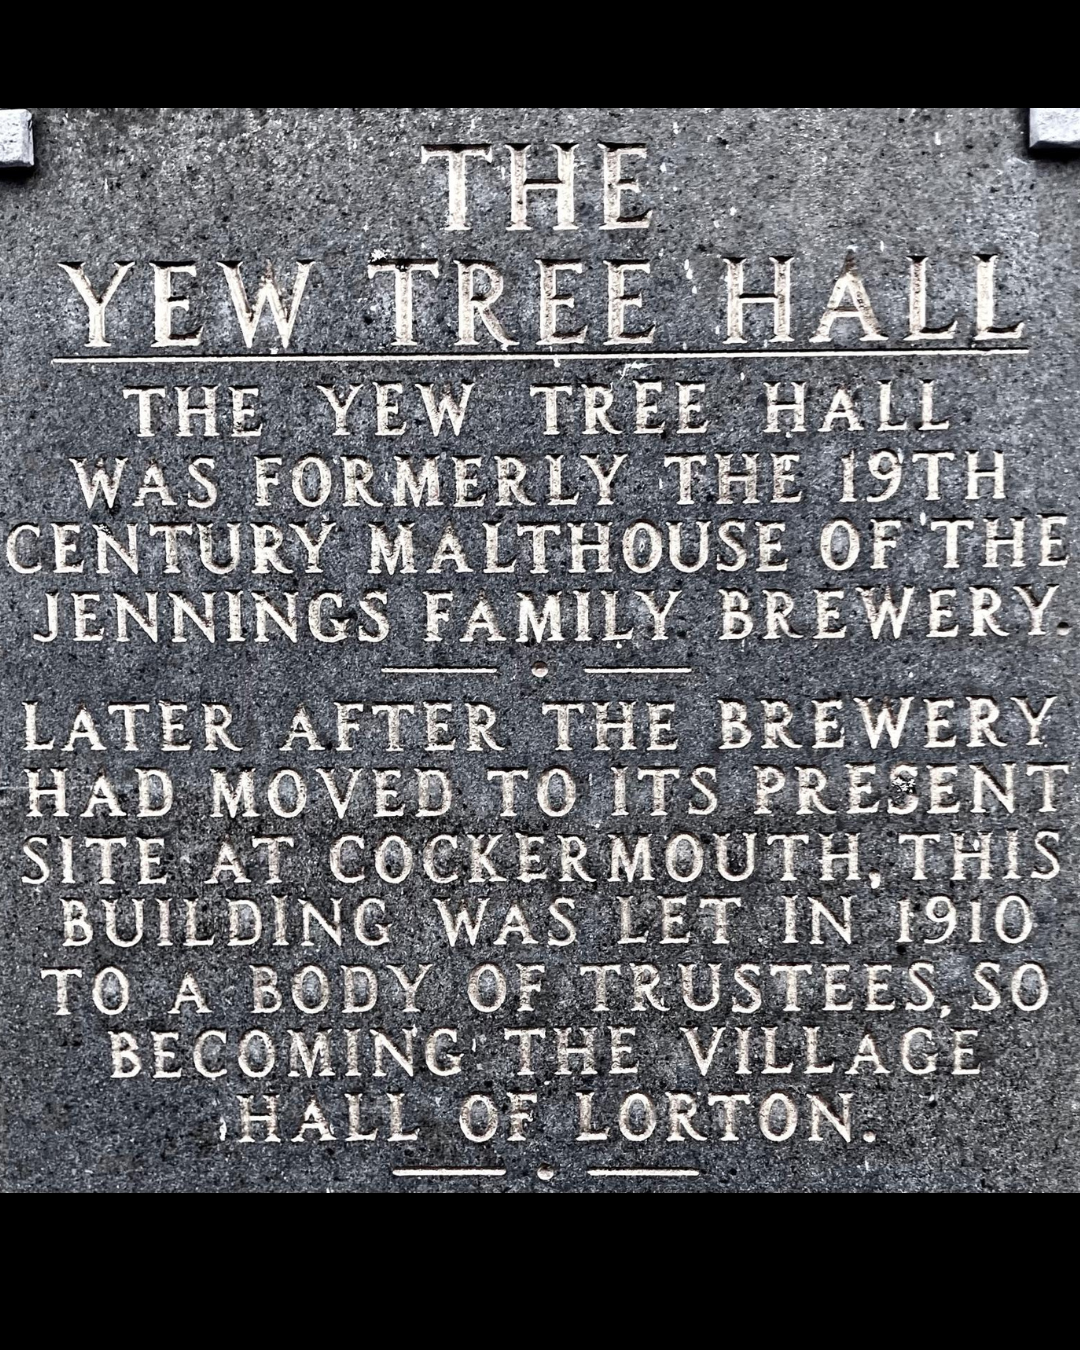 THE
YEW TREE HALL
THE YEW TREE HALL
WAS FORMERLY THE 19TH
CENTURY MALTHOUSE OF THE
JENNINGS FAMILY BREWERY.
LATER AFTER THE BREWERY
HAD MOVED TO ITS PRESENT
SITE AT COCKERMOUTH, THIS
BUILDING WAS LET IN 1910
TO A BODY OF TRUSTEES, SO
BECOMING THE VILLAGE
HALL OF LORTON.